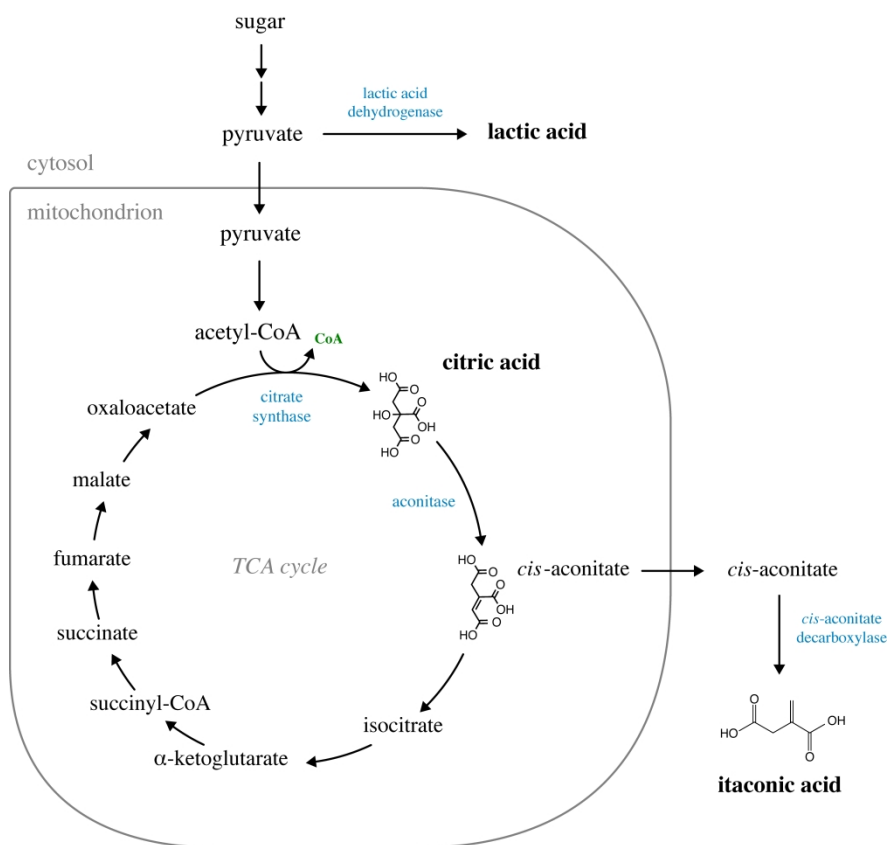 sugar
lactic acid
dehydrogenase
pyruvate
lactic acid
cytosol
mitochondrion
pyruvate
acetyl-CoA
CoA
citric acid
citrate
synthase
oxaloacetate
HO
O
HO
O
OH
HO
O
malate
aconitase
fumarate
TCA cycle
HO
O
O
OH
O
HO
cis-aconitate
cis-aconitate
succinate
cis-aconitate
decarboxylase
succinyl-CoA
isocitrate
α-ketoglutarate
O
HO
OH
O
itaconic acid